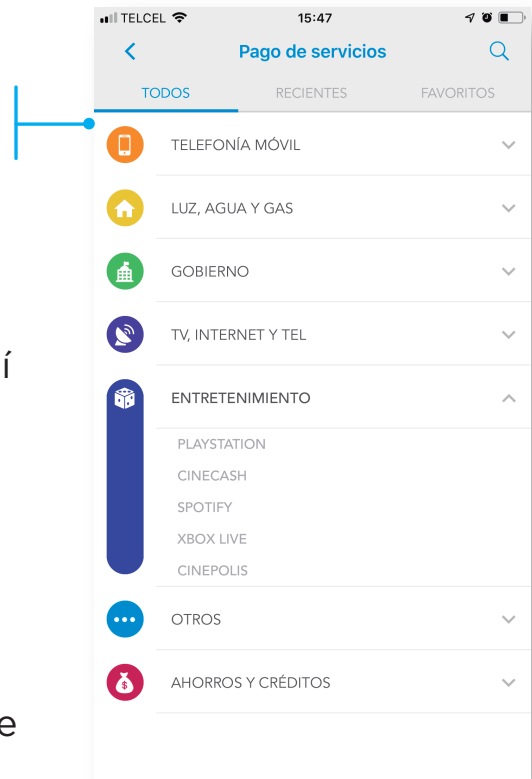 TELCEL 15:47
Pago de servicios
TODOS RECIENTES FAVORITOS
TELEFONÍA MÓVIL
LUZ, AGUA Y GAS
GOBIERNO
TV, INTERNET Y TEL
í
ENTRETENIMIENTO
PLAYSTATION
CINECASH
SPOTIFY
XBOX LIVE
CINEPOLIS
OTROS
AHORROS Y CRÉDITOS
e